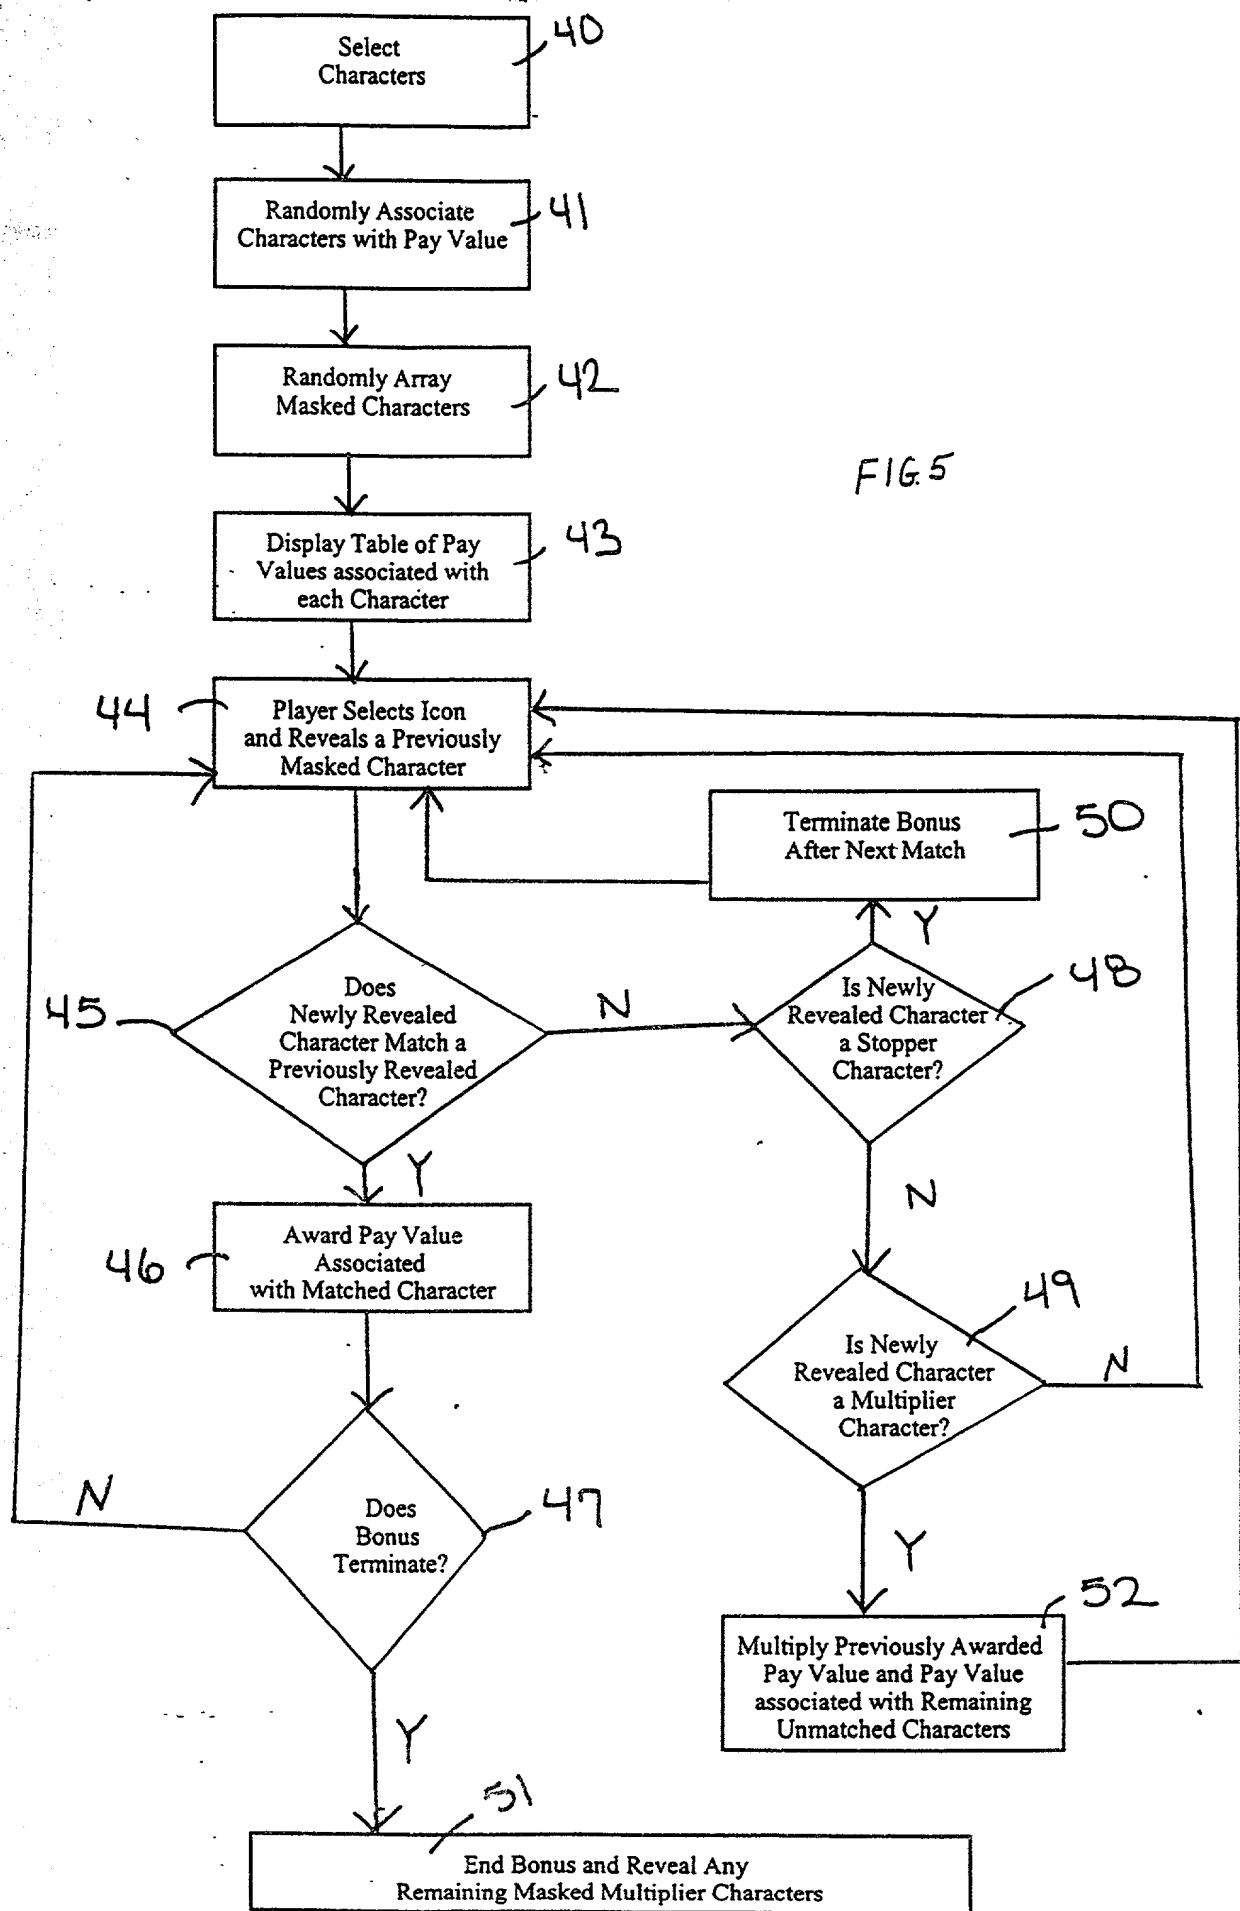 Select
Characters
40
Randomly Associate
Characters with Pay Value
41
Randomly Array
Masked Characters
42
FIG.5
Display Table of Pay
Values associated with
each Character
43
44
Player Selects Icon
and Reveals a Previously
Masked Character
Terminate Bonus
After Next Match
50
Y
45
Does
Newly Revealed
Character Match a
Previously Revealed
Character?
N
Is Newly
Revealed Character
a Stopper
Character?
48
Y
N
46
Award Pay Value
Associated
with Matched Character
49
Is Newly
Revealed Character
a Multiplier
Character?
N
N
Does
Bonus
Terminate?
47
Y
52
Multiply Previously Awarded
Pay Value and Pay Value
associated with Remaining
Unmatched Characters
Y
51
End Bonus and Reveal Any
Remaining Masked Multiplier Characters